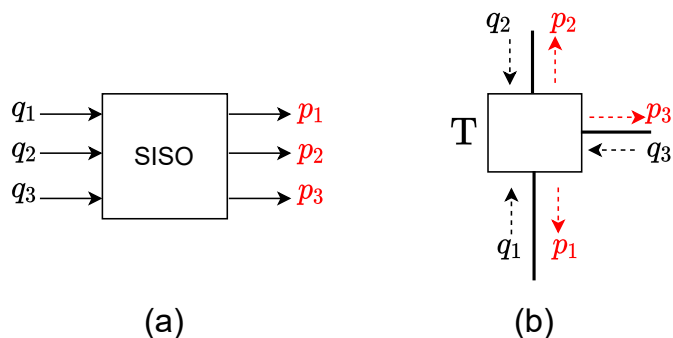 q₁ p₁
q₂ SISO p₂
q₃ p₃
(a)
q₂ p₂
T p₃
q₃
q₁ p₁
(b)